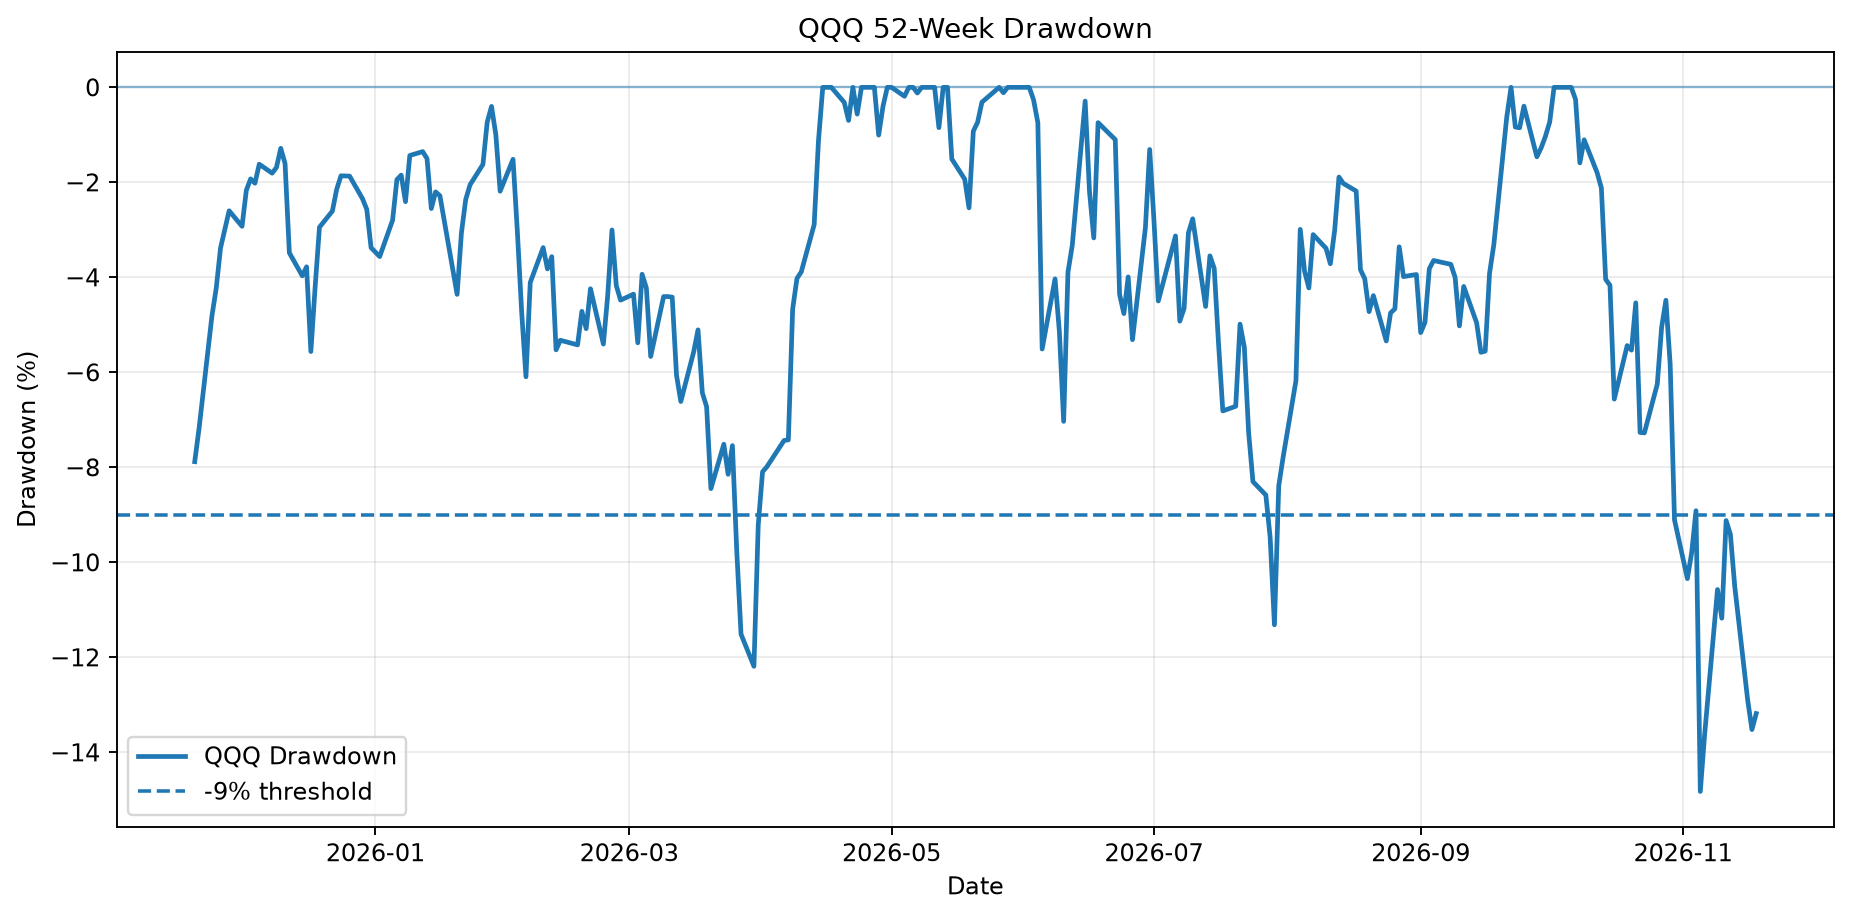 QQQ 52-Week Drawdown
Drawdown (%)
0
−2
−4
−6
−8
−10
−12
−14
QQQ Drawdown
-9% threshold
2026-01
2026-03
2026-05
2026-07
2026-09
2026-11
Date